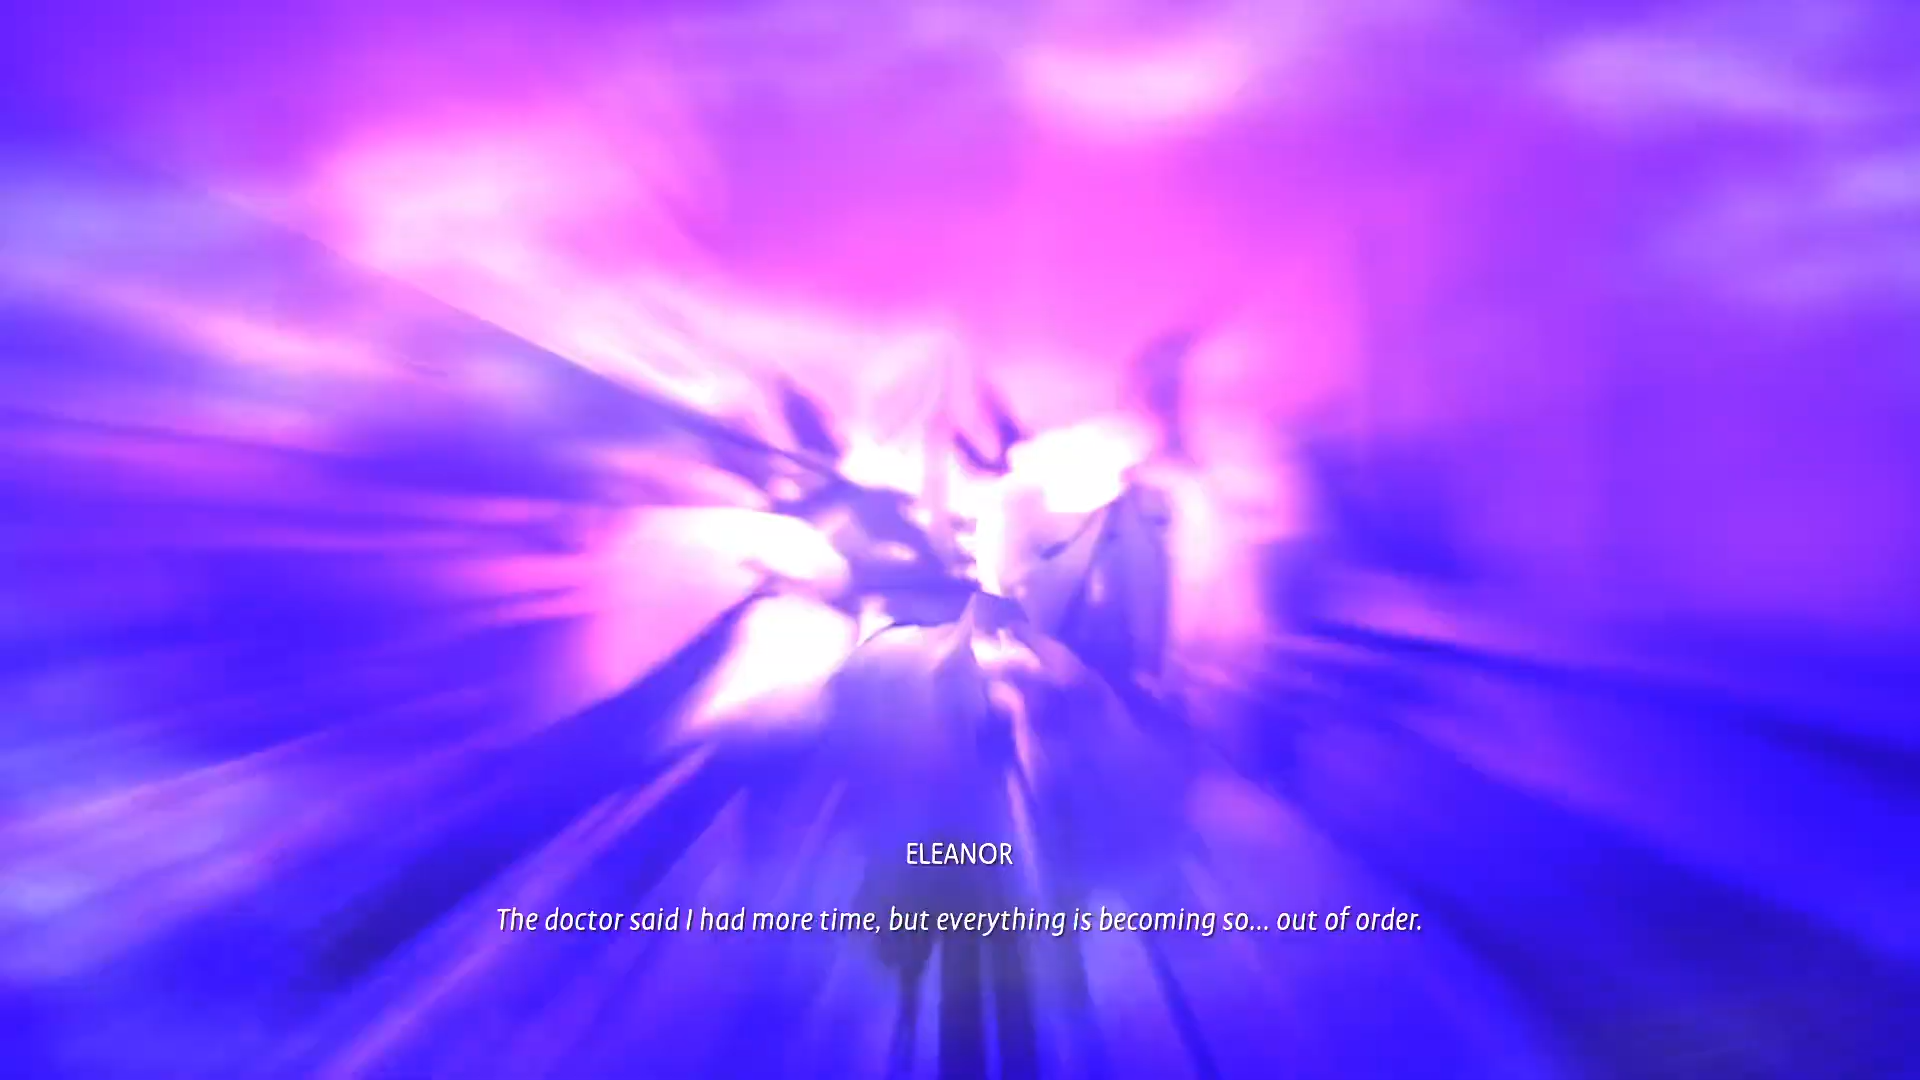 ELEANOR
The doctor said I had more time, but everything is becoming so... out of order.